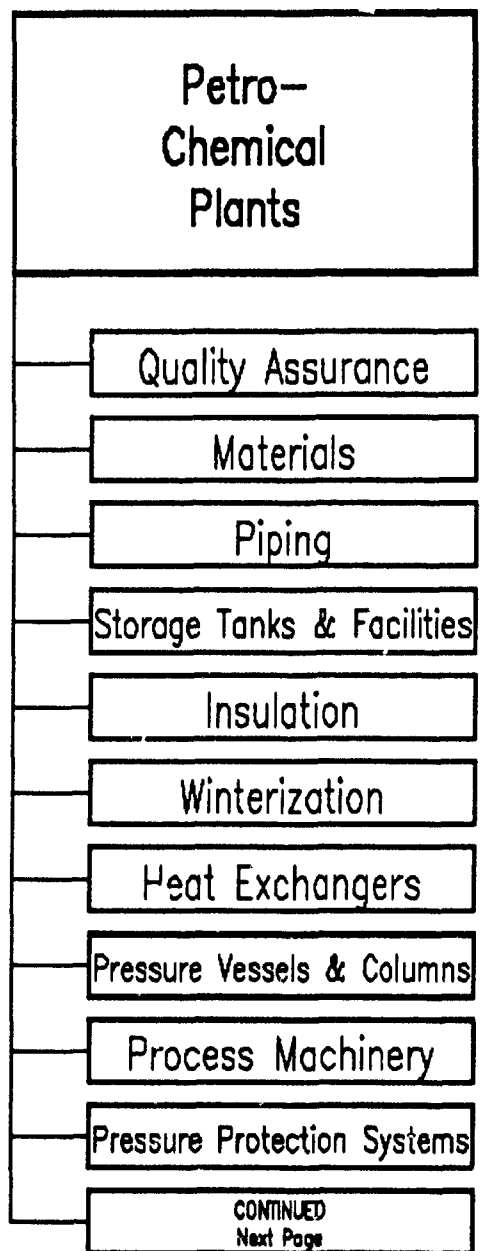 Petro-
Chemical
Plants
Quality Assurance
Materials
Piping
Storage Tanks & Facilities
Insulation
Winterization
Heat Exchangers
Pressure Vessels & Columns
Process Machinery
Pressure Protection Systems
CONTINUED
Next Page